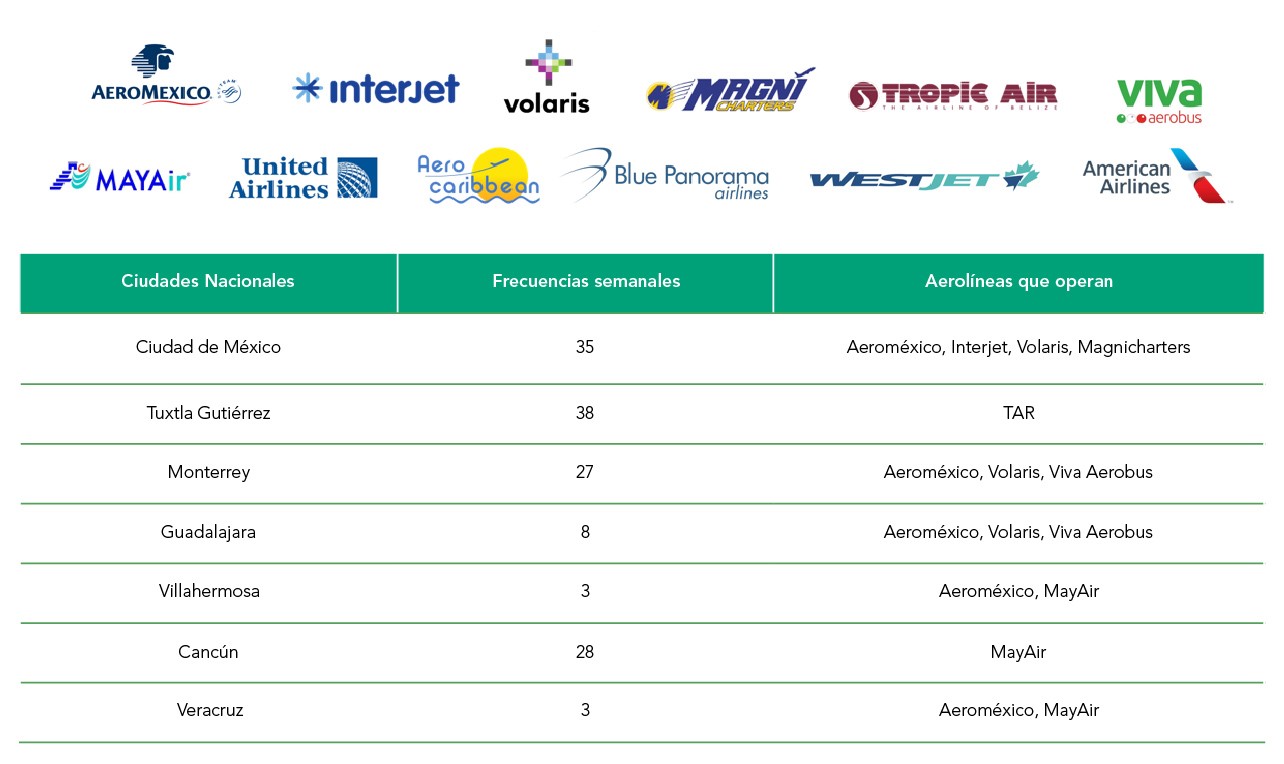 AEROMEXICO. SKYTEAM
interjet
volaris
MAGNI CHARTERS
TROPIC AIR
THE AIRLINE OF BELIZE
viva aerobus
MAYAir
United Airlines
Aero caribbean
Blue Panorama airlines
WESTJET
American Airlines
Ciudades Nacionales Frecuencias semanales Aerolíneas que operan
Ciudad de México 35 Aeroméxico, Interjet, Volaris, Magnicharters
Tuxtla Gutiérrez 38 TAR
Monterrey 27 Aeroméxico, Volaris, Viva Aerobus
Guadalajara 8 Aeroméxico, Volaris, Viva Aerobus
Villahermosa 3 Aeroméxico, MayAir
Cancún 28 MayAir
Veracruz 3 Aeroméxico, MayAir